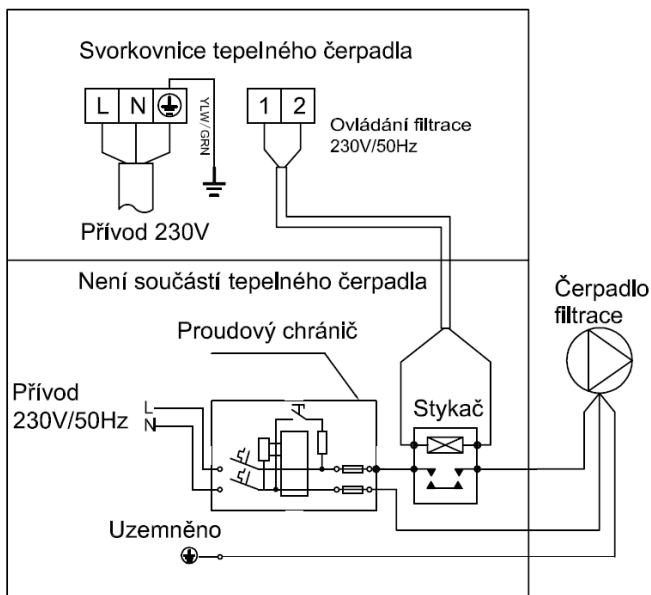 Svorkovnice tepelného čerpadla
L N
YLW/GRN
1 2
Ovládání filtrace
230V/50Hz
Přívod 230V
Není součástí tepelného čerpadla
Čerpadlo
filtrace
Proudový chránič
Přívod
230V/50Hz
L
N
Stykač
Uzemněno